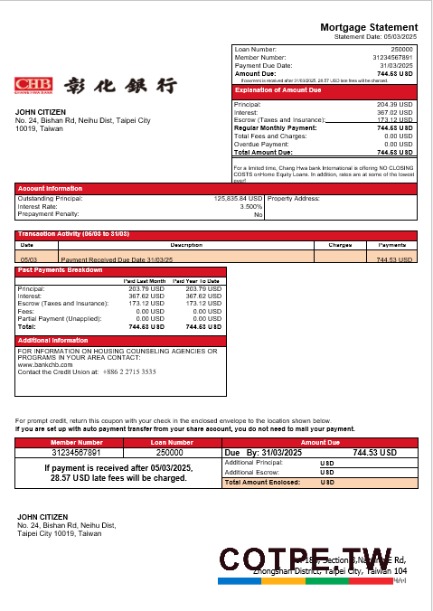 Mortgage Statement
Statement Date: 05/03/2025
Loan Number: 250000
Member Number: 31234567891
Payment Due Date: 31/03/2025
Amount Due: 744.53 USD
If payment is received after 05/03/2025, 28.57 USD late fees will be charged.
CHB
彰化銀行
Explanation of Amount Due
Principal: 204.39 USD
Interest: 367.02 USD
Escrow (Taxes and Insurance): 173.12 USD
Regular Monthly Payment: 744.53 USD
Total Fees and Charges: 0.00 USD
Overdue Payment: 0.00 USD
Total Amount Due: 744.53 USD
JOHN CITIZEN
No. 24, Bishan Rd, Neihu Dist, Taipei City
10019, Taiwan
For a limited time, Chang Hwa bank International is offering NO CLOSING
COSTS on Home Equity Loans. In addition, rates are at some of the lowest
ever!
Account Information
Outstanding Principal: 125,835.84 USD
Property Address:
Interest Rate: 3.500%
Prepayment Penalty: No
Transaction Activity (06/03 to 31/03)
Date Description Charges Payments
05/03 Payment Received Due Date 31/03/25 744.53 USD
Past Payments Breakdown
Paid Last Month Paid Year To Date
Principal: 203.79 USD 203.79 USD
Interest: 367.62 USD 367.62 USD
Escrow (Taxes and Insurance): 173.12 USD 173.12 USD
Fees: 0.00 USD 0.00 USD
Partial Payment (Unapplied): 0.00 USD 0.00 USD
Total: 744.53 USD 744.53 USD
Additional Information
FOR INFORMATION ON HOUSING COUNSELING AGENCIES OR
PROGRAMS IN YOUR AREA CONTACT:
www.bankchb.com
Contact the Credit Union at: +886 2 2715 3535
For prompt credit, return this coupon with your check in the enclosed envelope to the location shown below.
If you are set up with auto payment transfer from your share account, you do not need to mail your payment.
Member Number Loan Number Amount Due
31234567891 250000 Due By: 31/03/2025 744.53 USD
If payment is received after 05/03/2025,
28.57 USD late fees will be charged.
Additional Principal: USD
Additional Escrow: USD
Total Amount Enclosed: USD
JOHN CITIZEN
No. 24, Bishan Rd, Neihu Dist,
Taipei City 10019, Taiwan
COTPE.TW
Section 3, E Rd,
Zhongshan District, Taipei City, Taiwan 104